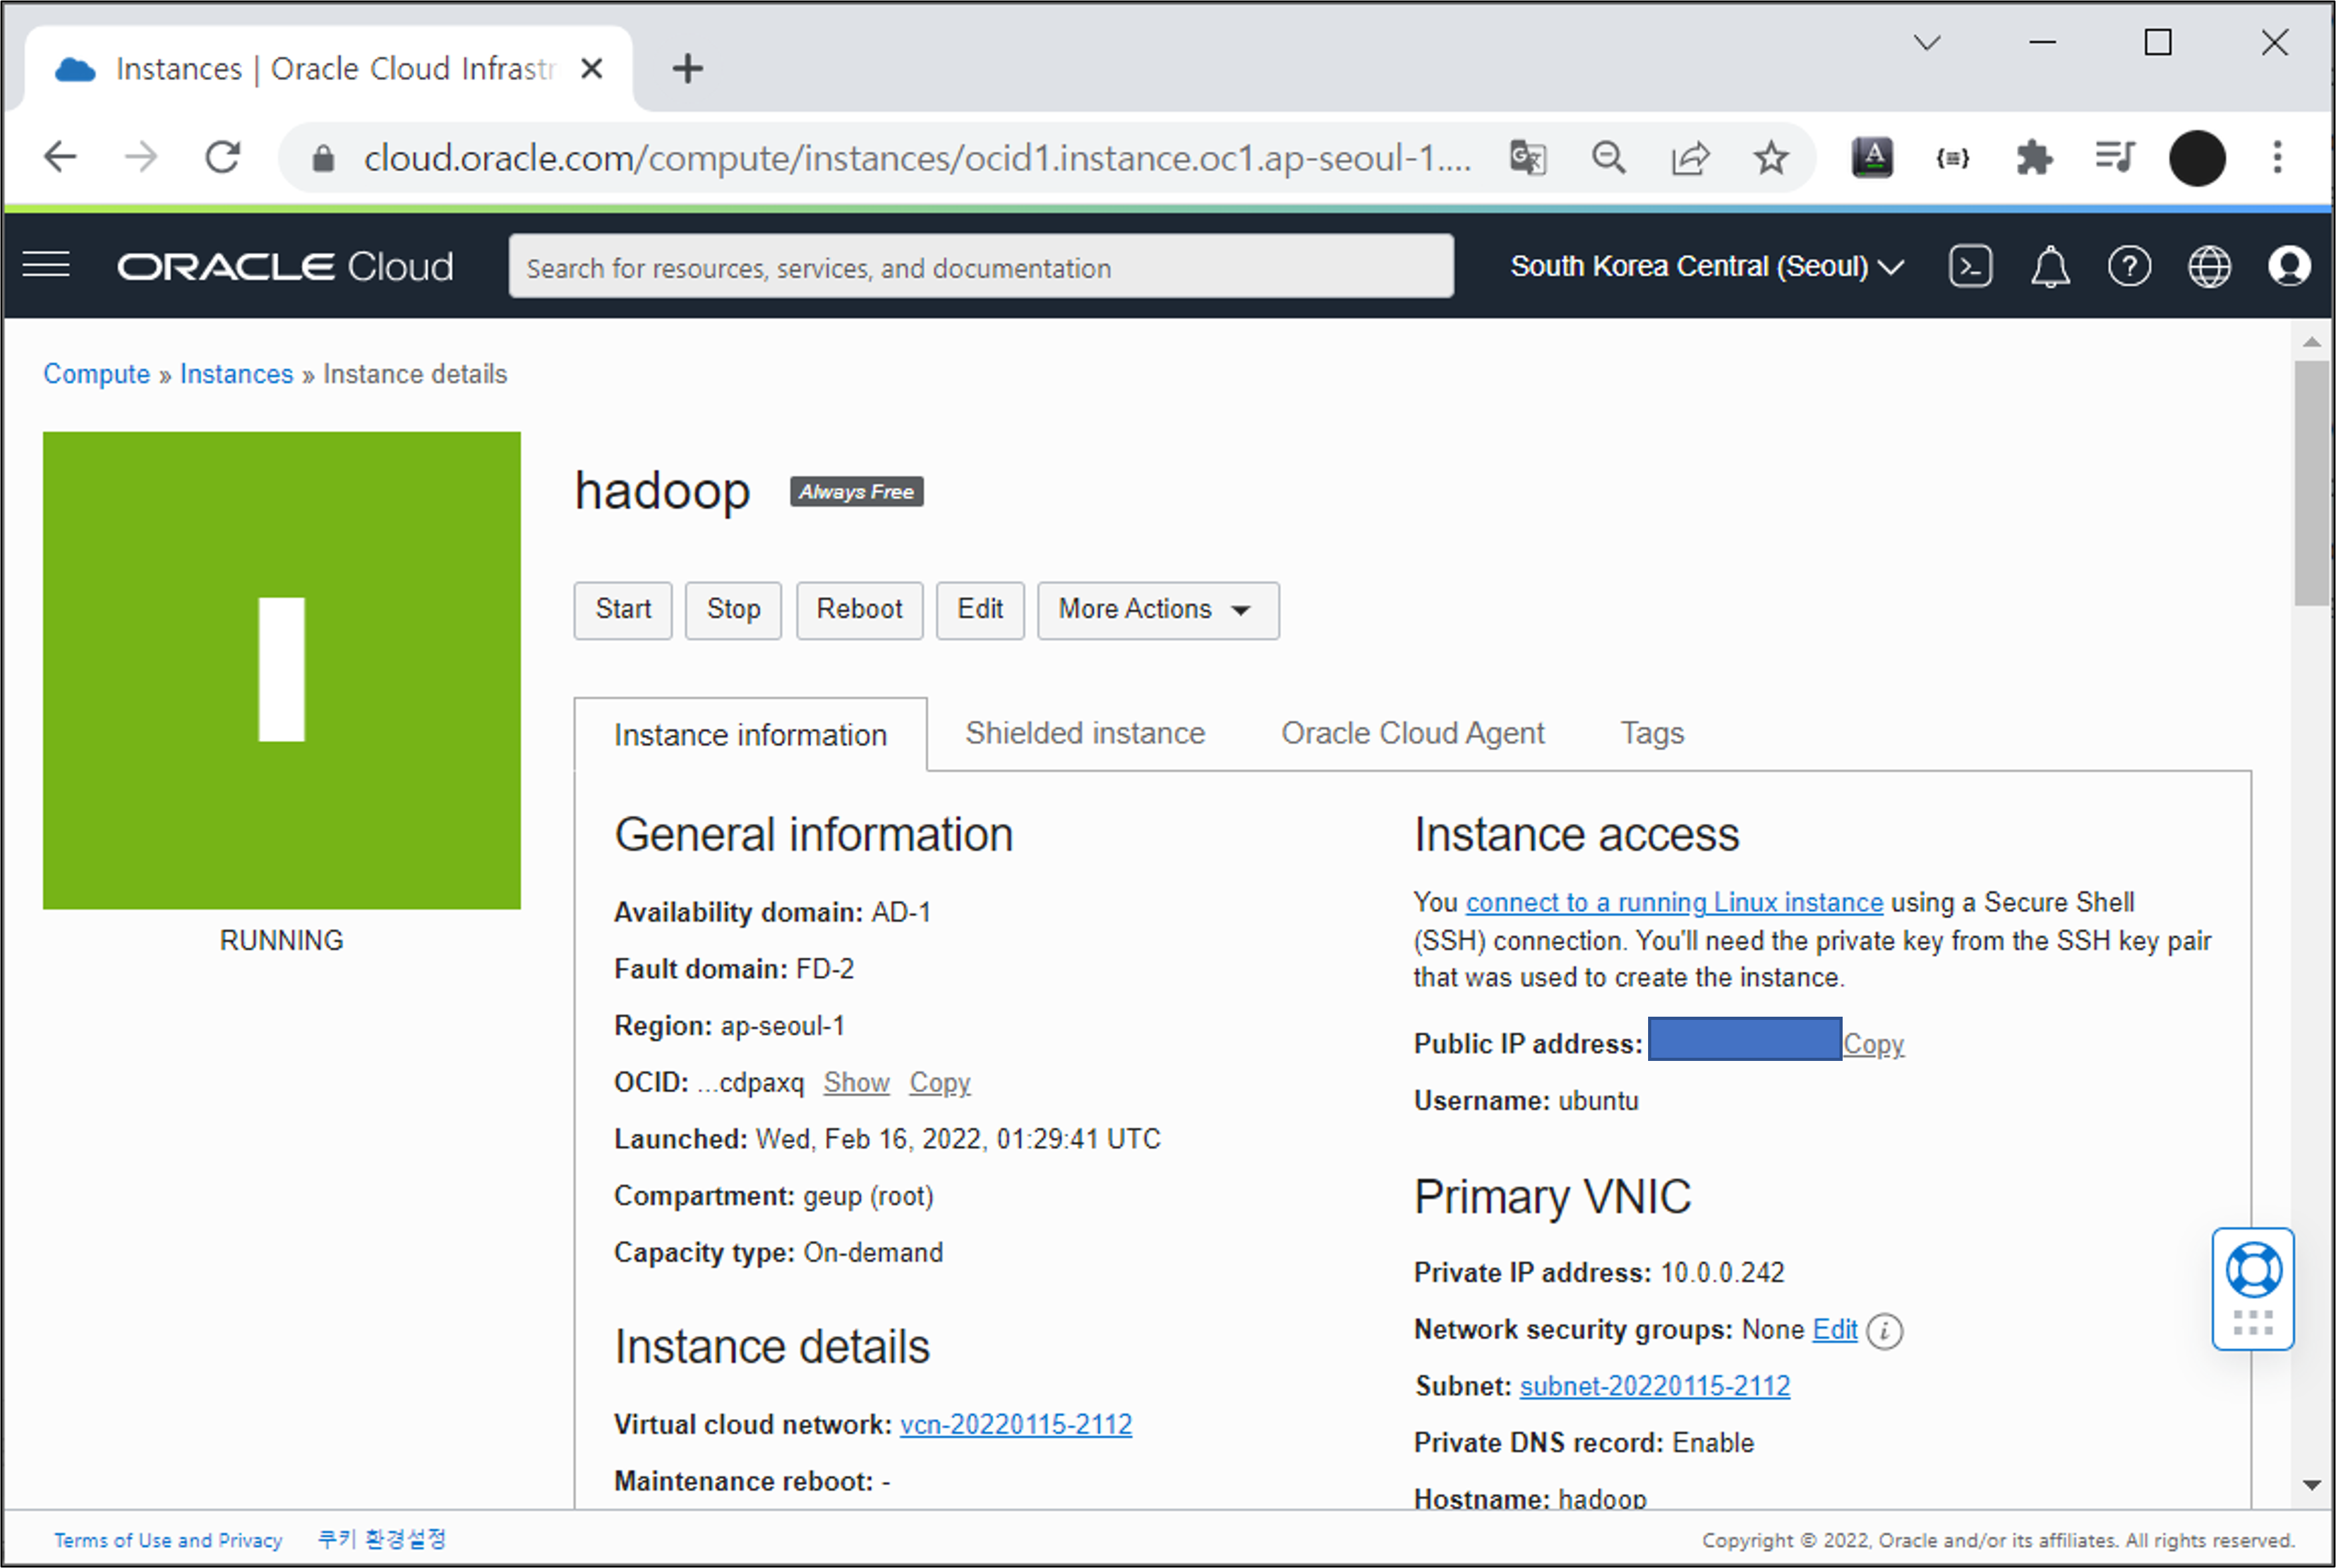 Instances | Oracle Cloud Infrastr
cloud.oracle.com/compute/instances/ocid1.instance.oc1.ap-seoul-1....
ORACLE Cloud
Search for resources, services, and documentation
South Korea Central (Seoul)
Compute » Instances » Instance details
hadoop Always Free
Start Stop Reboot Edit More Actions
Instance information Shielded instance Oracle Cloud Agent Tags
RUNNING
General information
Availability domain: AD-1
Fault domain: FD-2
Region: ap-seoul-1
OCID: ...cdpaxq Show Copy
Launched: Wed, Feb 16, 2022, 01:29:41 UTC
Compartment: geup (root)
Capacity type: On-demand
Instance details
Virtual cloud network: vcn-20220115-2112
Maintenance reboot: -
Instance access
You connect to a running Linux instance using a Secure Shell
(SSH) connection. You'll need the private key from the SSH key pair
that was used to create the instance.
Public IP address: Copy
Username: ubuntu
Primary VNIC
Private IP address: 10.0.0.242
Network security groups: None Edit
Subnet: subnet-20220115-2112
Private DNS record: Enable
Hostname: hadoop
Terms of Use and Privacy 쿠키 환경설정
Copyright © 2022, Oracle and/or its affiliates. All rights reserved.